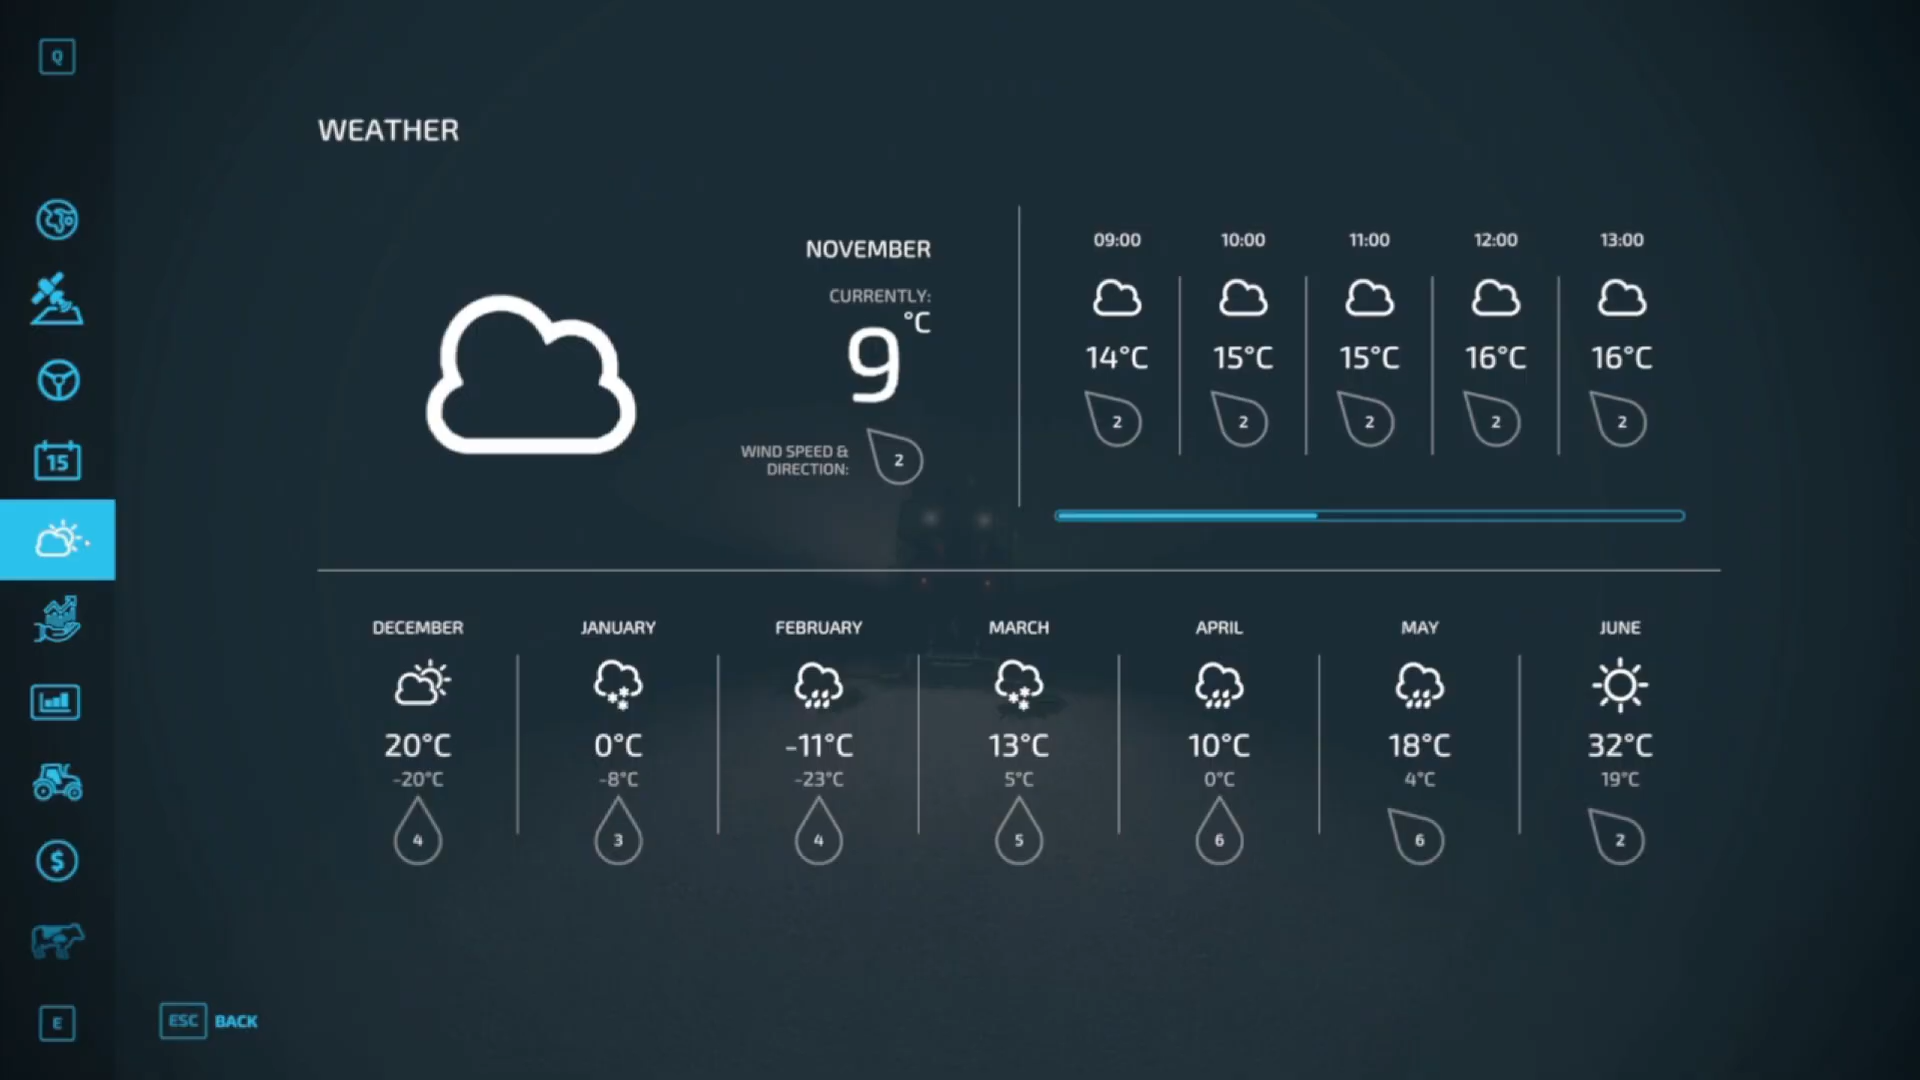 Q
WEATHER
15
NOVEMBER
CURRENTLY:
9 °C
WIND SPEED & DIRECTION:
2
09:00 10:00 11:00 12:00 13:00
14°C 15°C 15°C 16°C 16°C
2 2 2 2 2
DECEMBER JANUARY FEBRUARY MARCH APRIL MAY JUNE
20°C 0°C -11°C 13°C 10°C 18°C 32°C
-20°C -8°C -23°C 5°C 0°C 4°C 19°C
4 3 4 5 6 6 2
$
E
ESC BACK